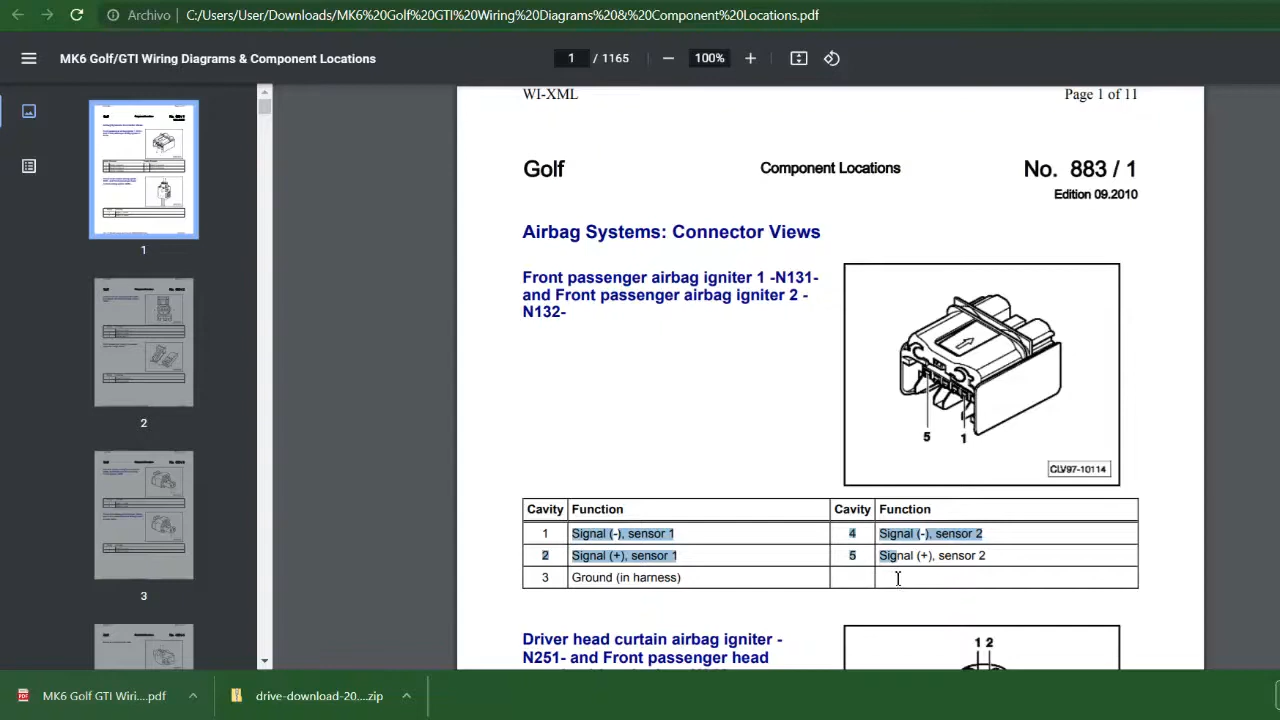 Archivo
C:/Users/User/Downloads/MK6%20Golf%20GTI%20Wiring%20Diagrams%20&%20Component%20Locations.pdf
MK6 Golf/GTI Wiring Diagrams & Component Locations
1 / 1165
100%
1
2
3
WI-XML
Page 1 of 11
Golf
Component Locations
No. 883 / 1
Edition 09.2010
Airbag Systems: Connector Views
Front passenger airbag igniter 1 -N131-
and Front passenger airbag igniter 2 -
N132-
5 1
CLV97-10114
Cavity Function Cavity Function
1 Signal (-), sensor 1 4 Signal (-), sensor 2
2 Signal (+), sensor 1 5 Signal (+), sensor 2
3 Ground (in harness)
Driver head curtain airbag igniter -
N251- and Front passenger head
1 2
MK6 Golf GTI Wiri....pdf
drive-download-20....zip